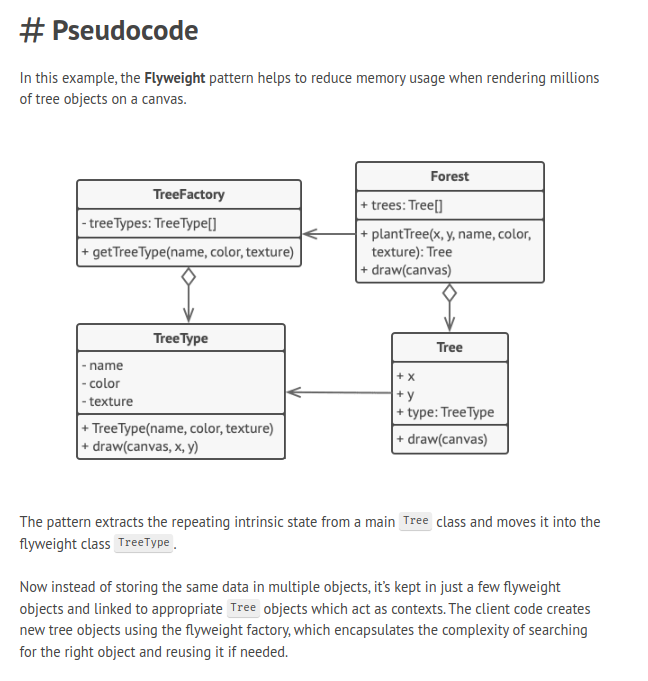 # Pseudocode
In this example, the Flyweight pattern helps to reduce memory usage when rendering millions
of tree objects on a canvas.
TreeFactory
- treeTypes: TreeType[]
+ getTreeType(name, color, texture)
Forest
+ trees: Tree[]
+ plantTree(x, y, name, color,
texture): Tree
+ draw(canvas)
TreeType
- name
- color
- texture
+ TreeType(name, color, texture)
+ draw(canvas, x, y)
Tree
+ x
+ y
+ type: TreeType
+ draw(canvas)
The pattern extracts the repeating intrinsic state from a main Tree class and moves it into the
flyweight class TreeType.
Now instead of storing the same data in multiple objects, it's kept in just a few flyweight
objects and linked to appropriate Tree objects which act as contexts. The client code creates
new tree objects using the flyweight factory, which encapsulates the complexity of searching
for the right object and reusing it if needed.